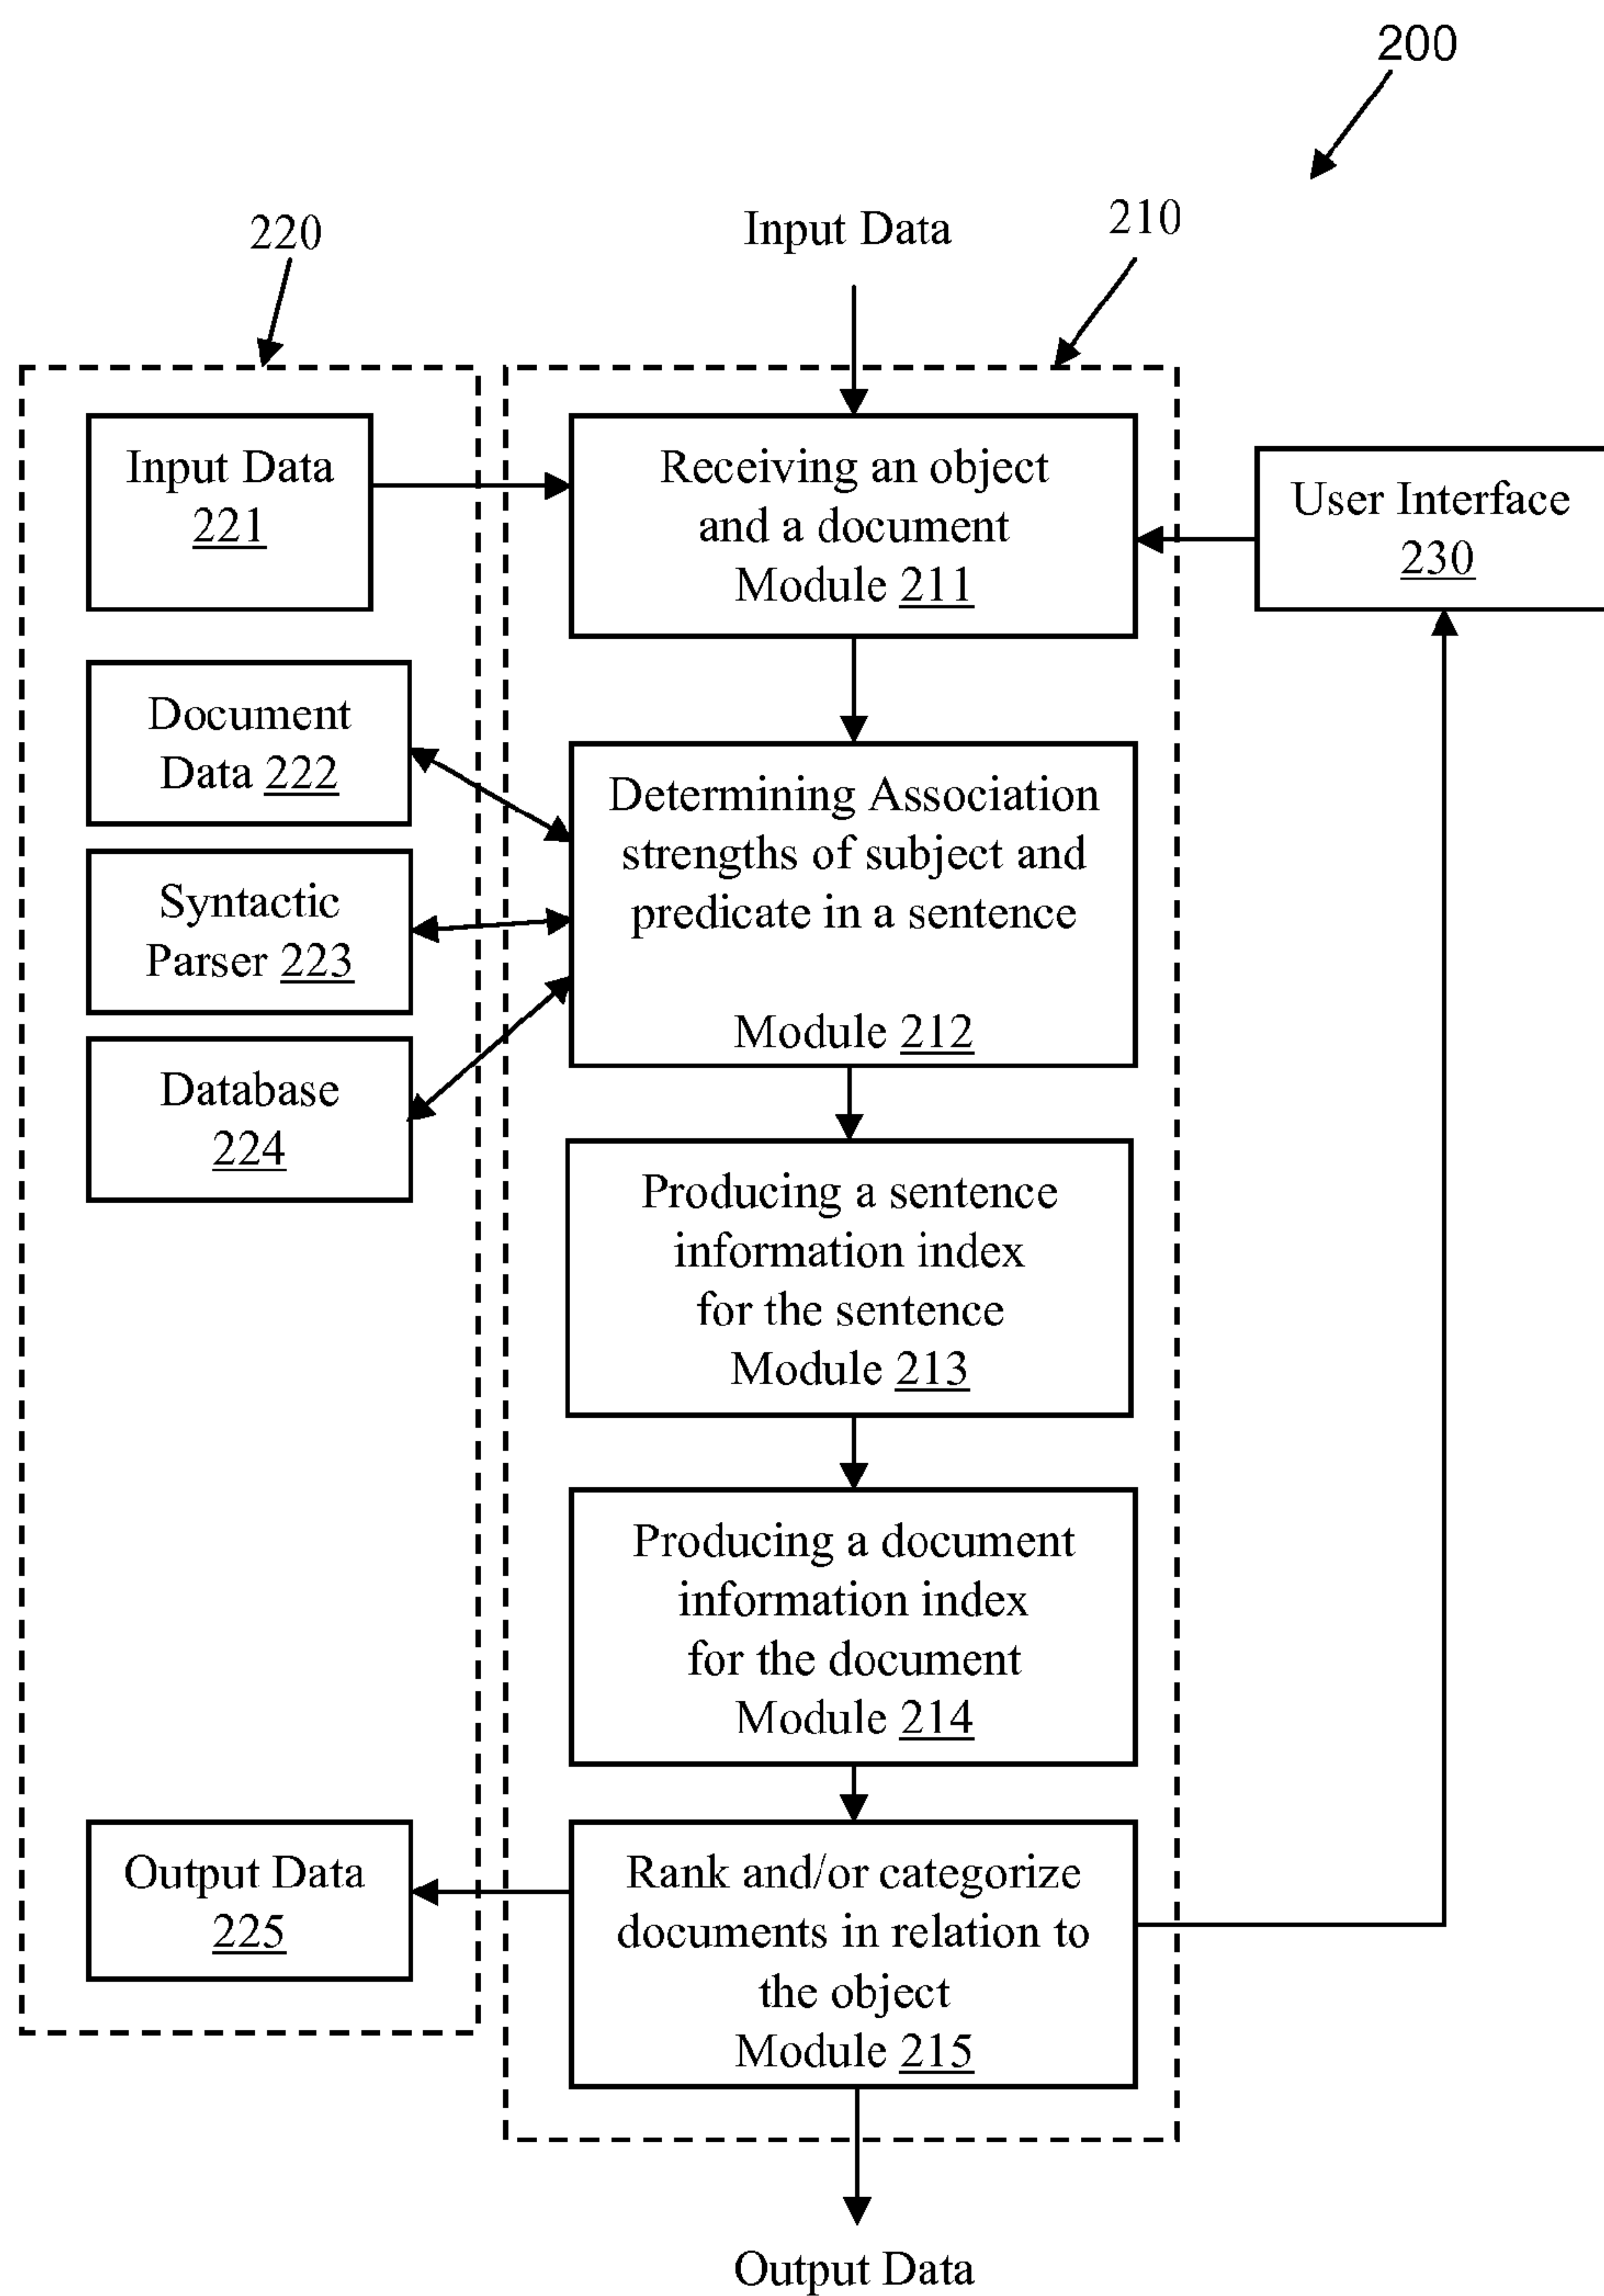 200
220
Input Data
210
Input Data
221
Receiving an object
and a document
Module 211
User Interface
230
Document
Data 222
Determining Association
strengths of subject and
predicate in a sentence
Module 212
Syntactic
Parser 223
Database
224
Producing a sentence
information index
for the sentence
Module 213
Producing a document
information index
for the document
Module 214
Output Data
225
Rank and/or categorize
documents in relation to
the object
Module 215
Output Data